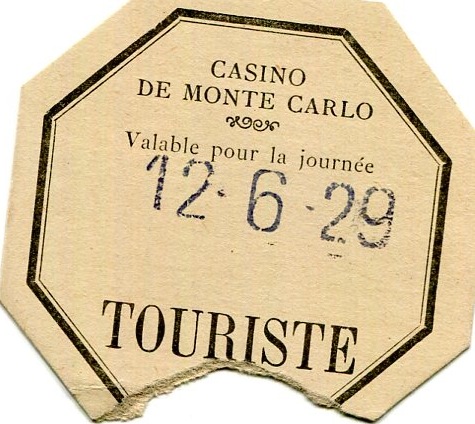 CASINO
DE MONTE CARLO
Valable pour la journée
12-6-29
TOURISTE